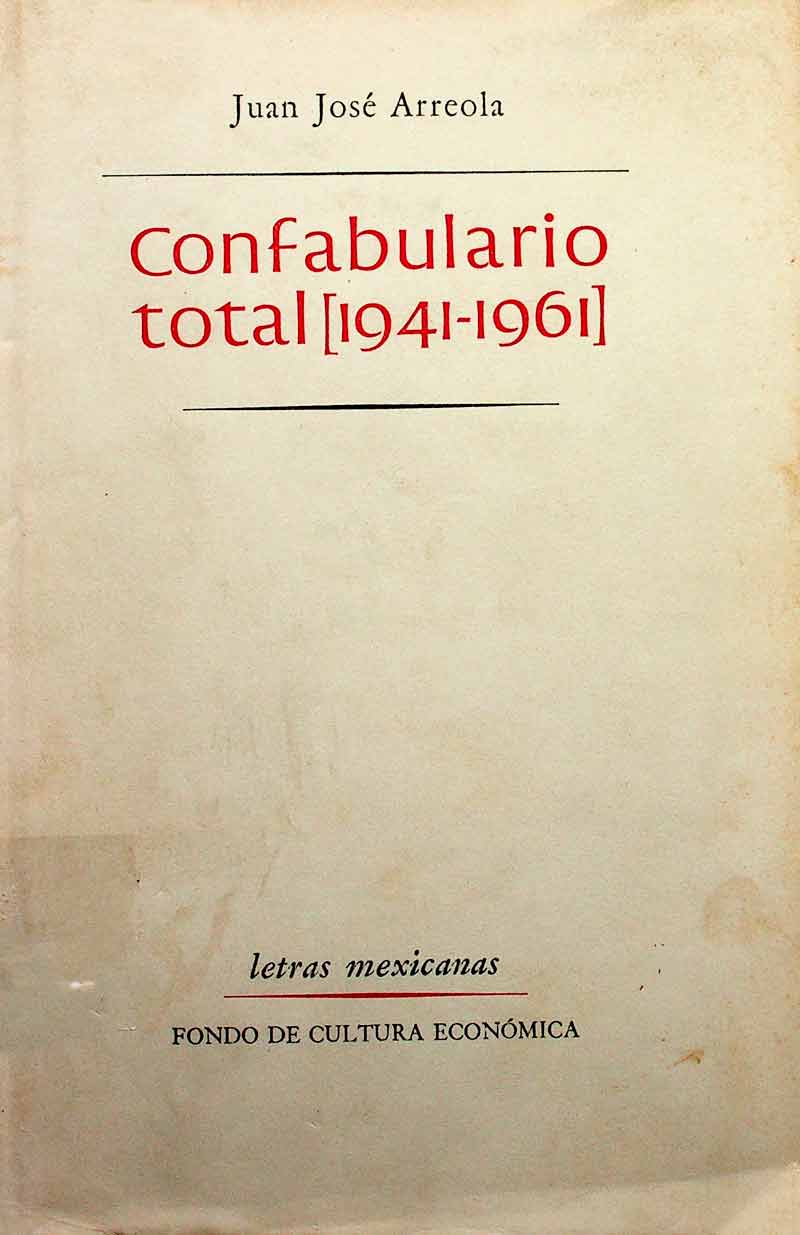 Juan José Arreola
Confabulario
total [1941-1961]
letras mexicanas
FONDO DE CULTURA ECONÓMICA